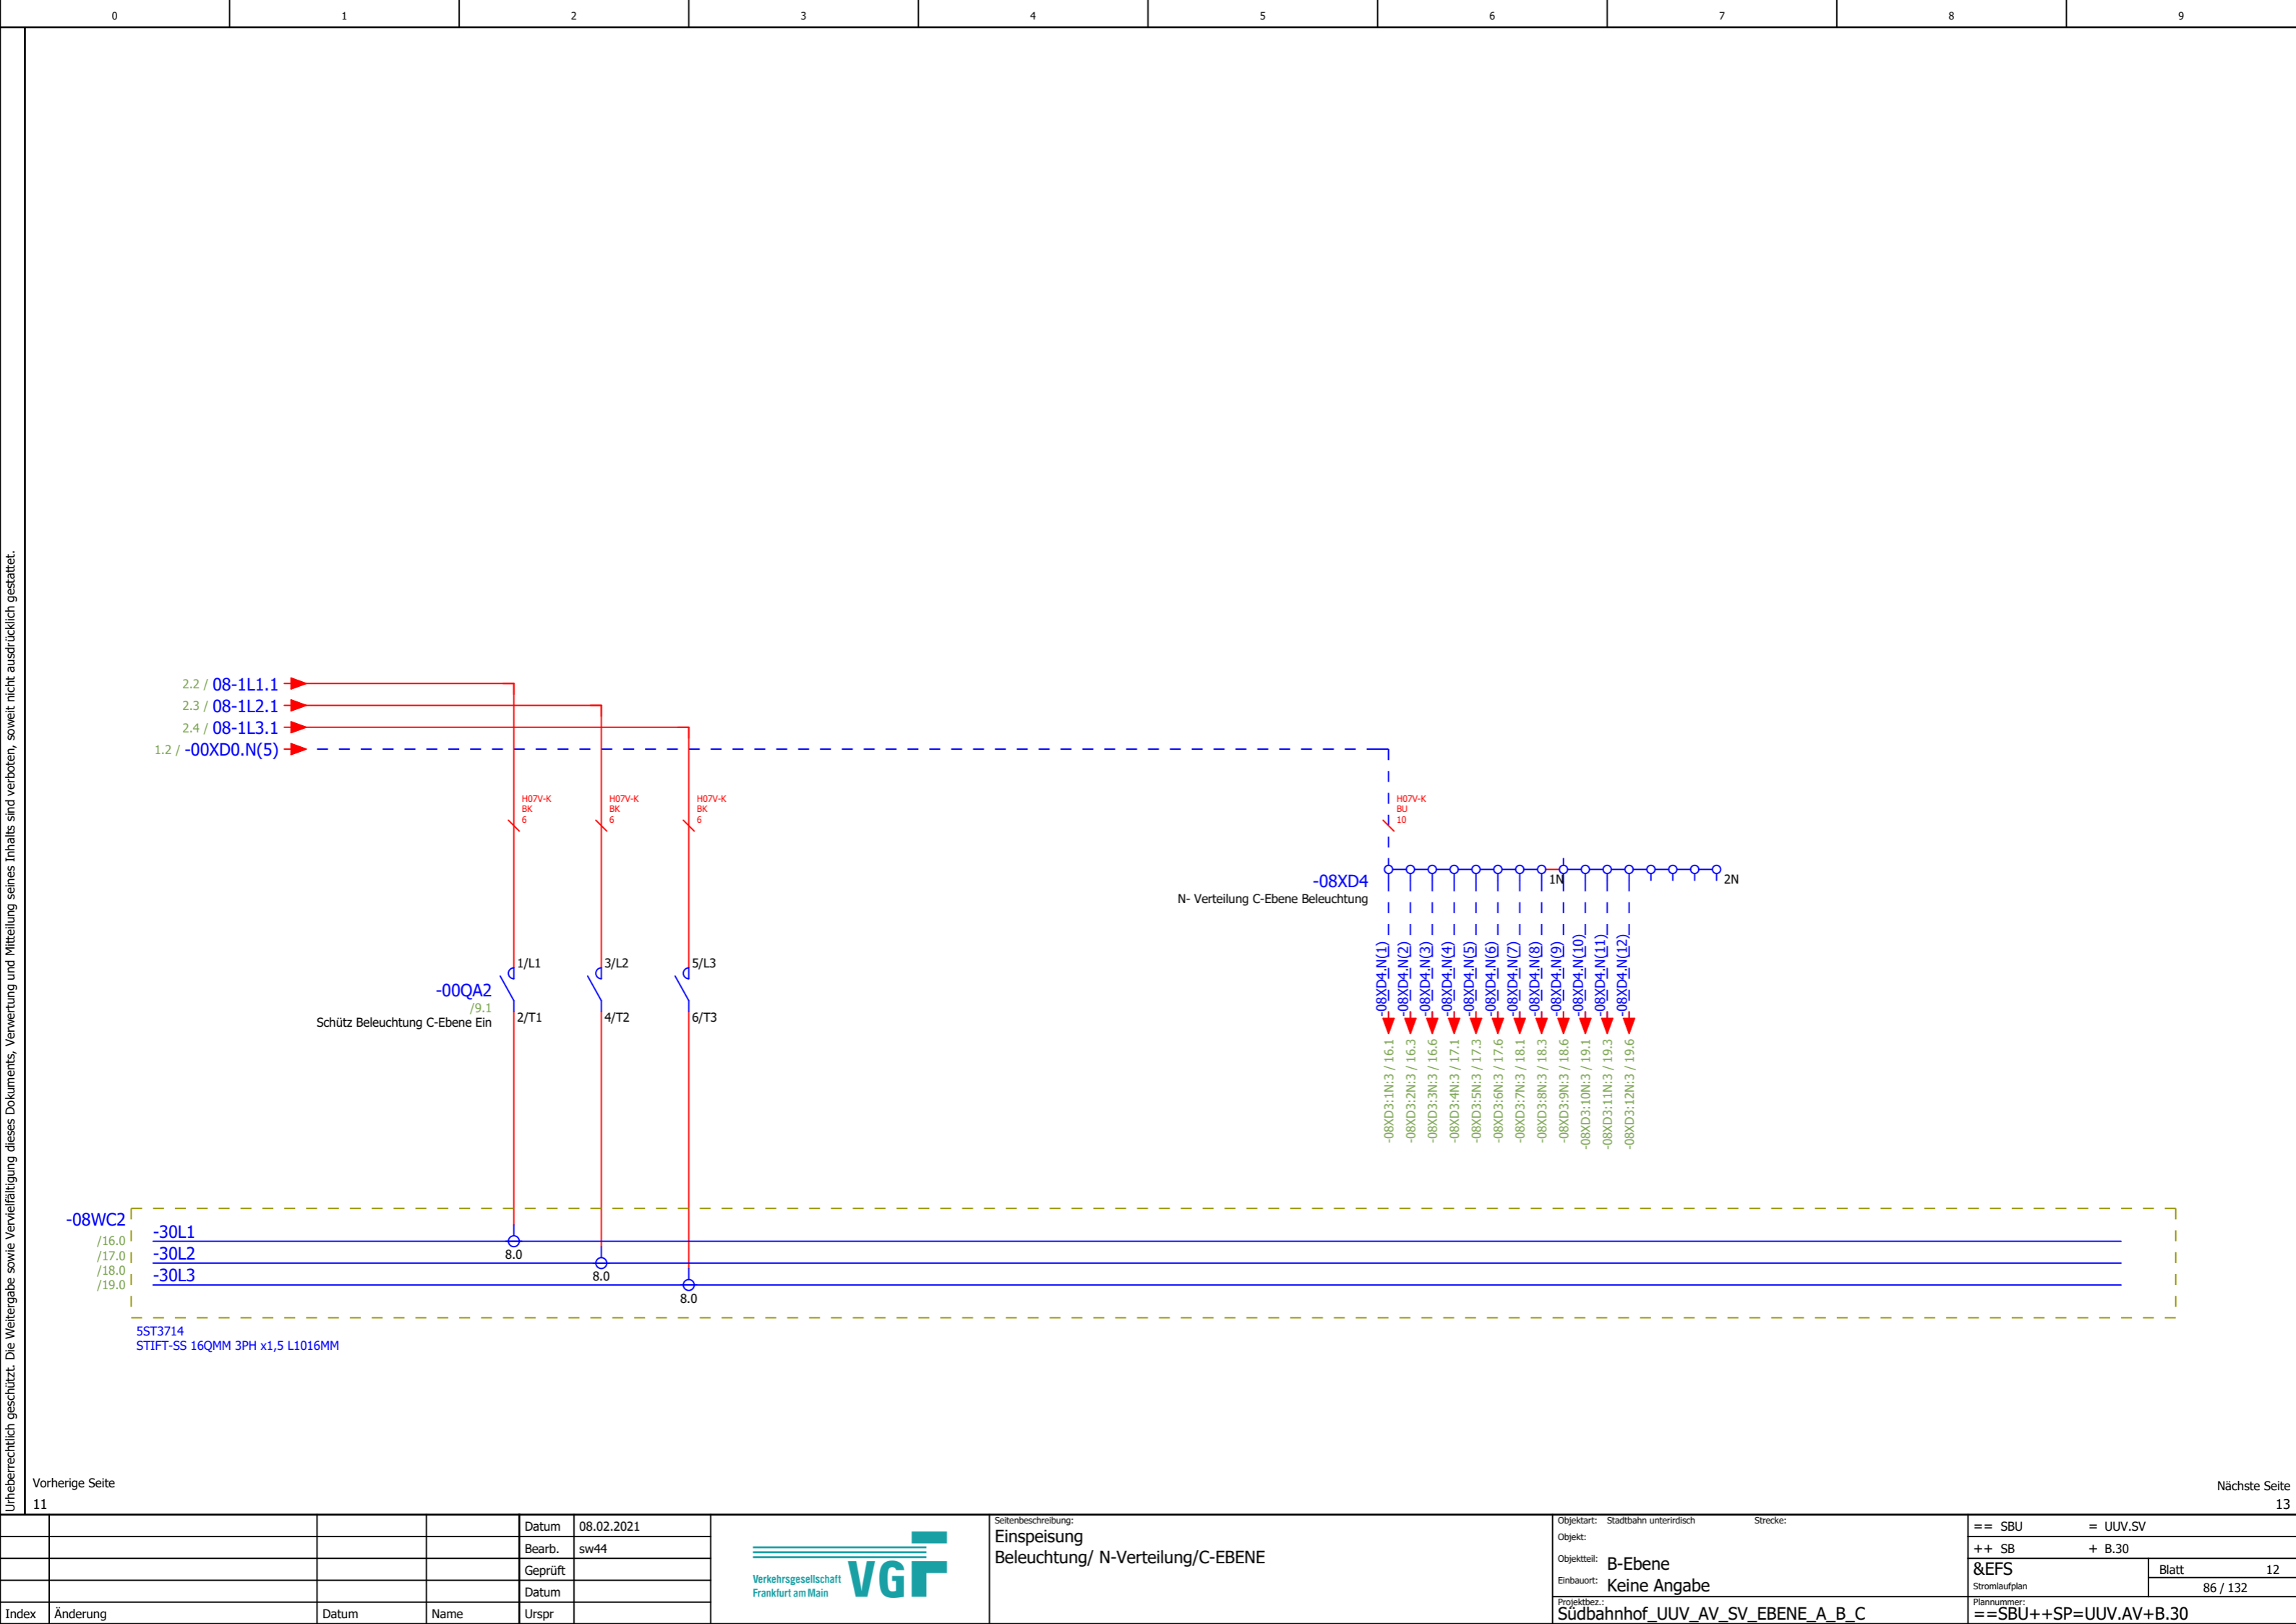 0 1 2 3 4 5 6 7 8 9
Urheberrechtlich geschützt. Die Weitergabe sowie Vervielfältigung dieses Dokuments, Verwertung und Mitteilung seines Inhalts sind verboten, soweit nicht ausdrücklich gestattet.
2.2 / 08-1L1.1
2.3 / 08-1L2.1
2.4 / 08-1L3.1
1.2 / -00XD0.N(5)
H07V-K
BK
6
H07V-K
BK
6
H07V-K
BK
6
H07V-K
BU
10
-08XD4
N- Verteilung C-Ebene Beleuchtung
1N
2N
-00QA2
/9.1
Schütz Beleuchtung C-Ebene Ein
1/L1
2/T1
3/L2
4/T2
5/L3
6/T3
-08XD4.N(1)
-08XD4.N(2)
-08XD4.N(3)
-08XD4.N(4)
-08XD4.N(5)
-08XD4.N(6)
-08XD4.N(7)
-08XD4.N(8)
-08XD4.N(9)
-08XD4.N(10)
-08XD4.N(11)
-08XD4.N(12)
-08XD3:1N:3 / 16.1
-08XD3:2N:3 / 16.3
-08XD3:3N:3 / 16.6
-08XD3:4N:3 / 17.1
-08XD3:5N:3 / 17.3
-08XD3:6N:3 / 17.6
-08XD3:7N:3 / 18.1
-08XD3:8N:3 / 18.3
-08XD3:9N:3 / 18.6
-08XD3:10N:3 / 19.1
-08XD3:11N:3 / 19.3
-08XD3:12N:3 / 19.6
-08WC2
/16.0
/17.0
/18.0
/19.0
-30L1
-30L2
-30L3
8.0
8.0
8.0
5ST3714
STIFT-SS 16QMM 3PH x1,5 L1016MM
Vorherige Seite
11
Nächste Seite
13
Index Änderung Datum Name
Datum 08.02.2021
Bearb. sw44
Geprüft
Datum
Urspr
Verkehrsgesellschaft
Frankfurt am Main
VGF
Seitenbeschreibung:
Einspeisung
Beleuchtung/ N-Verteilung/C-EBENE
Objektart: Stadtbahn unterirdisch Strecke:
Objekt:
Objektteil: B-Ebene
Einbauort: Keine Angabe
Projektbez.:
Südbahnhof_UUV_AV_SV_EBENE_A_B_C
== SBU = UUV.SV
++ SB + B.30
&EFS
Stromlaufplan
Blatt 12
86 / 132
Plannummer:
==SBU++SP=UUV.AV+B.30